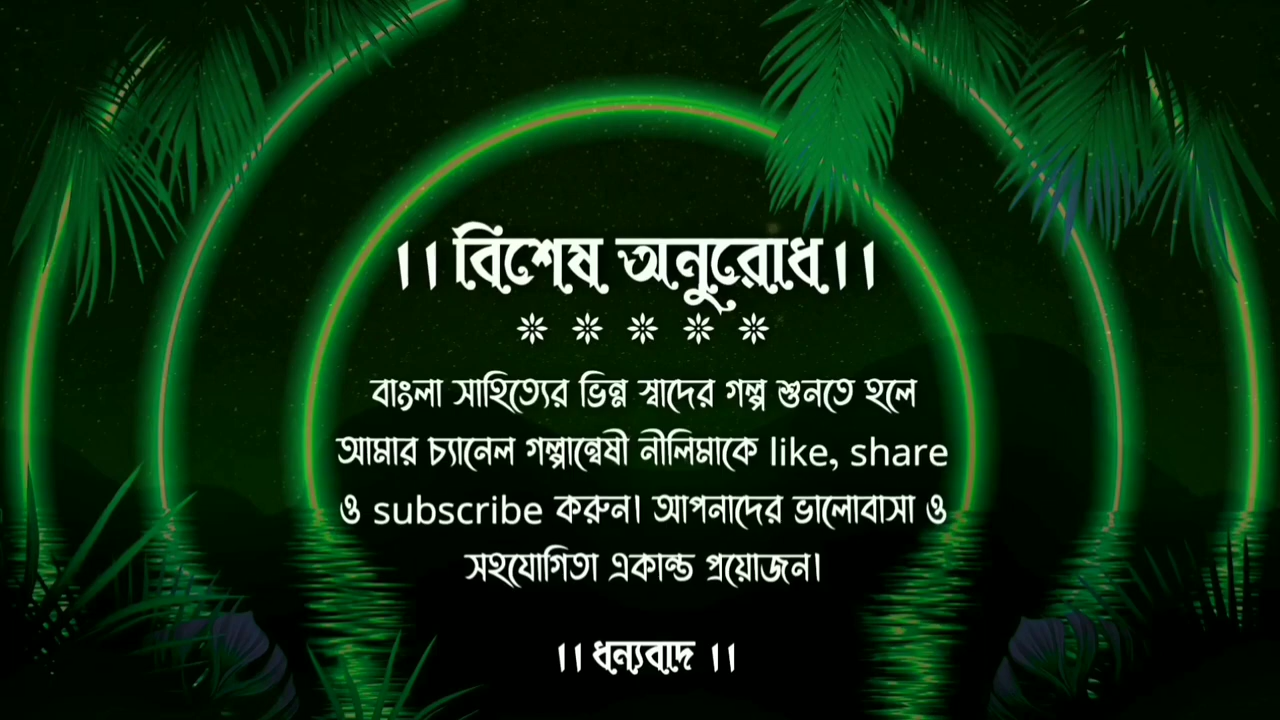 ।। বিশেষ অনুরোধ।।
বাংলা সাহিত্যের ভিন্ন স্বাদের গল্প শুনতে হলে
আমার চ্যানেল গল্পান্বেষী নীলিমাকে like, share
ও subscribe করুন। আপনাদের ভালোবাসা ও
সহযোগিতা একান্ত প্রয়োজন।
।। ধন্যবাদ ।।